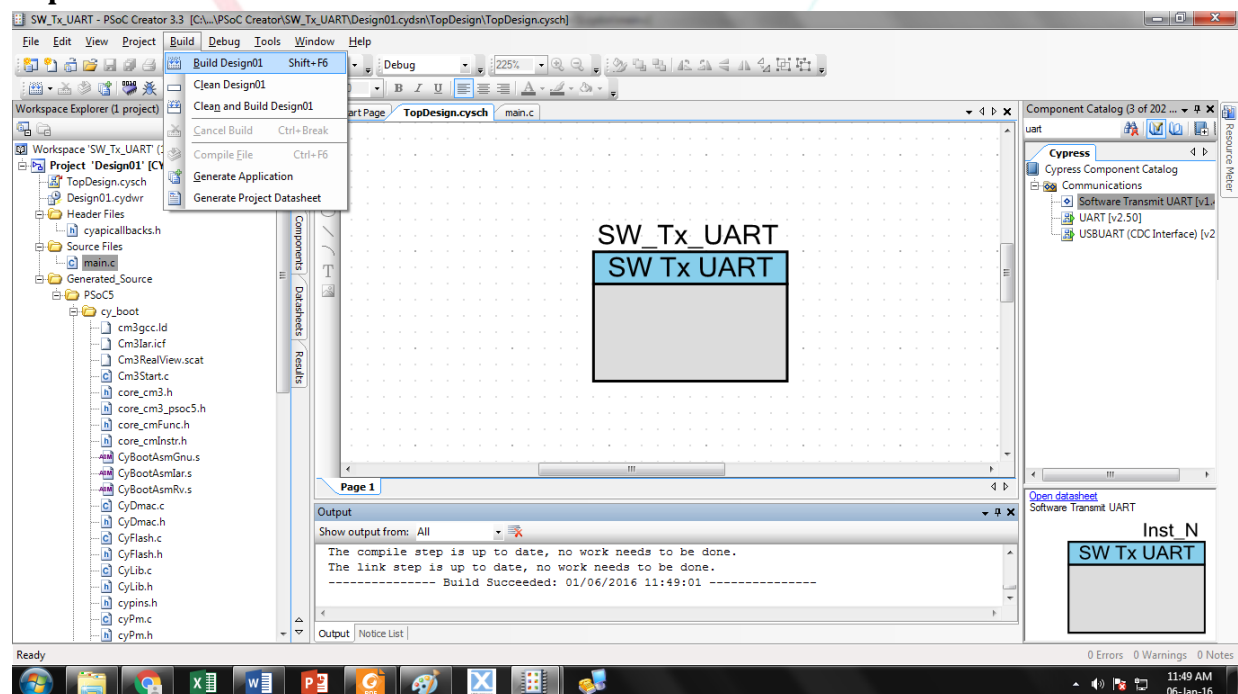 SW_Tx_UART - PSoC Creator 3.3 [C:\...\PSoC Creator\SW_Tx_UART\Design01.cydsn\TopDesign\TopDesign.cysch]
File Edit View Project Build Debug Tools Window Help
Debug 225%
B I U A
Build Design01 Shift+F6
Clean Design01
Clean and Build Design01
Cancel Build Ctrl+Break
Compile File Ctrl+F6
Generate Application
Generate Project Datasheet
Workspace Explorer (1 project)
Workspace 'SW_Tx_UART' (
Project 'Design01' [CY
TopDesign.cysch
Design01.cydwr
Header Files
cyapicallbacks.h
Source Files
main.c
Generated_Source
PSoC5
cy_boot
cm3gcc.ld
Cm3Iar.icf
Cm3RealView.scat
Cm3Start.c
core_cm3.h
core_cm3_psoc5.h
core_cmFunc.h
core_cmInstr.h
CyBootAsmGnu.s
CyBootAsmIar.s
CyBootAsmRv.s
CyDmac.c
CyDmac.h
CyFlash.c
CyFlash.h
CyLib.c
CyLib.h
cypins.h
cyPm.c
cyPm.h
Components
Datasheets
Results
art Page TopDesign.cysch main.c
T
SW_Tx_UART
SW Tx UART
Page 1
Output
Show output from: All
The compile step is up to date, no work needs to be done.
The link step is up to date, no work needs to be done.
--------------- Build Succeeded: 01/06/2016 11:49:01 ---------------
Output Notice List
Component Catalog (3 of 202 ...
uart
Cypress
Cypress Component Catalog
Communications
Software Transmit UART [v1.
UART [v2.50]
USBUART (CDC Interface) [v2
Resource Meter
Open datasheet
Software Transmit UART
Inst_N
SW Tx UART
Ready
0 Errors 0 Warnings 0 Notes
11:49 AM
06-Jan-16